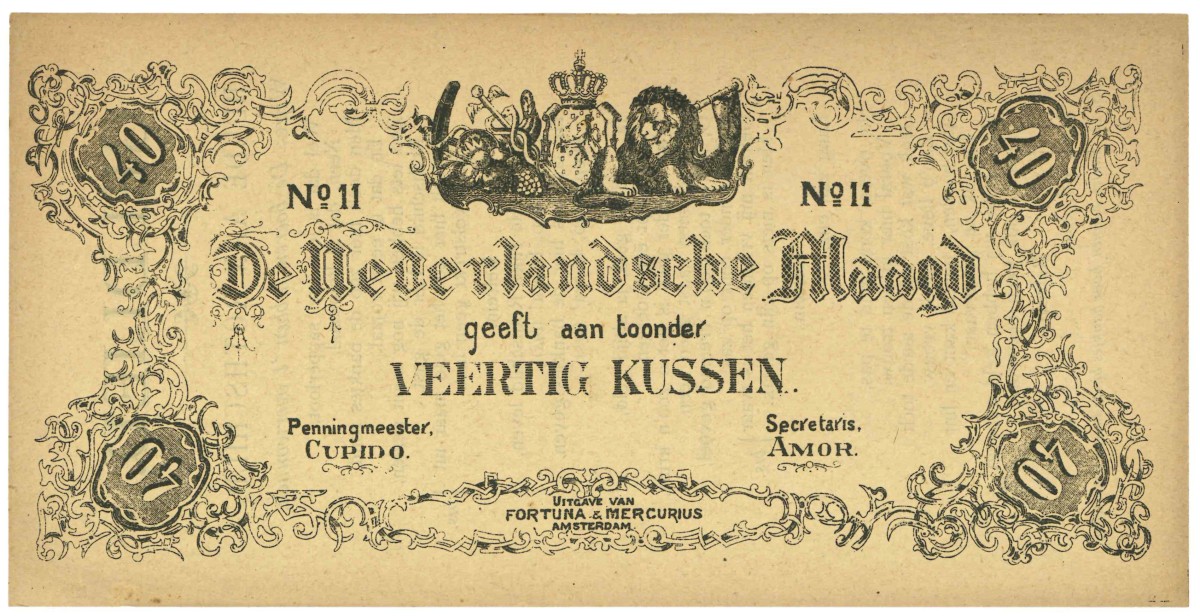 40
40
No 11
No 11
De Nederlandsche Maagd
geeft aan toonder
VEERTIG KUSSEN.
Penningmeester,
CUPIDO.
Secretaris,
AMOR.
40
40
UITGAVE VAN
FORTUNA & MERCURIUS
AMSTERDAM.